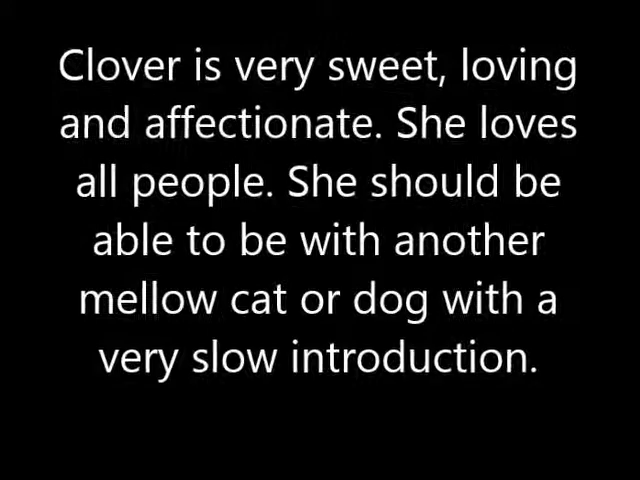 Clover is very sweet, loving
and affectionate. She loves
all people. She should be
able to be with another
mellow cat or dog with a
very slow introduction.